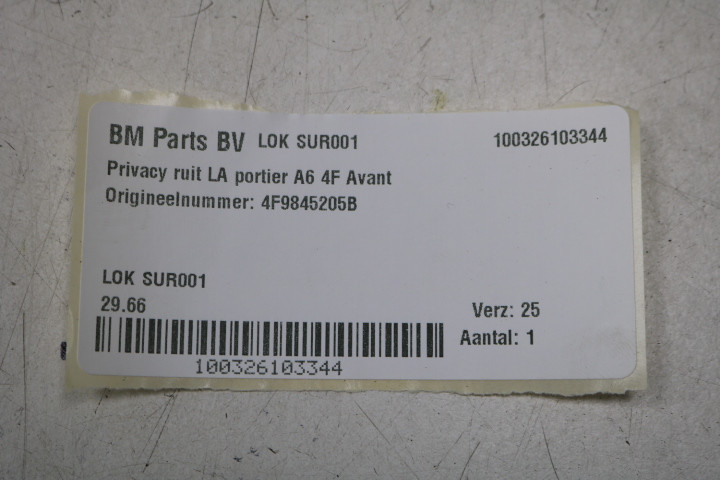 BM Parts BV LOK SUR001 100326103344
Privacy ruit LA portier A6 4F Avant
Origineelnummer: 4F9845205B
LOK SUR001
29.66 Verz: 25
Aantal: 1
100326103344